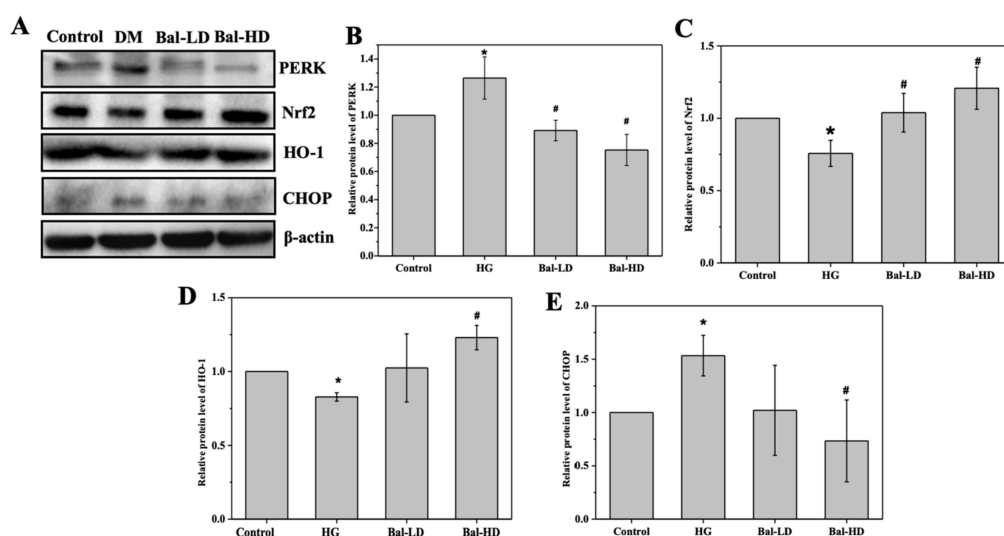 A
Control DM Bal-LD Bal-HD
PERK
Nrf2
HO-1
CHOP
β-actin
B
Relative protein level of PERK
1.4
1.2
1.0
0.8
0.6
0.4
0.2
0.0
*
#
#
Control HG Bal-LD Bal-HD
C
Relative protein level of Nrf2
1.5
1.0
0.5
0.0
*
#
#
Control HG Bal-LD Bal-HD
D
Relative protein level of HO-1
1.5
1.0
0.5
0.0
*
#
Control HG Bal-LD Bal-HD
E
Relative protein level of CHOP
2.0
1.5
1.0
0.5
0.0
*
#
Control HG Bal-LD Bal-HD